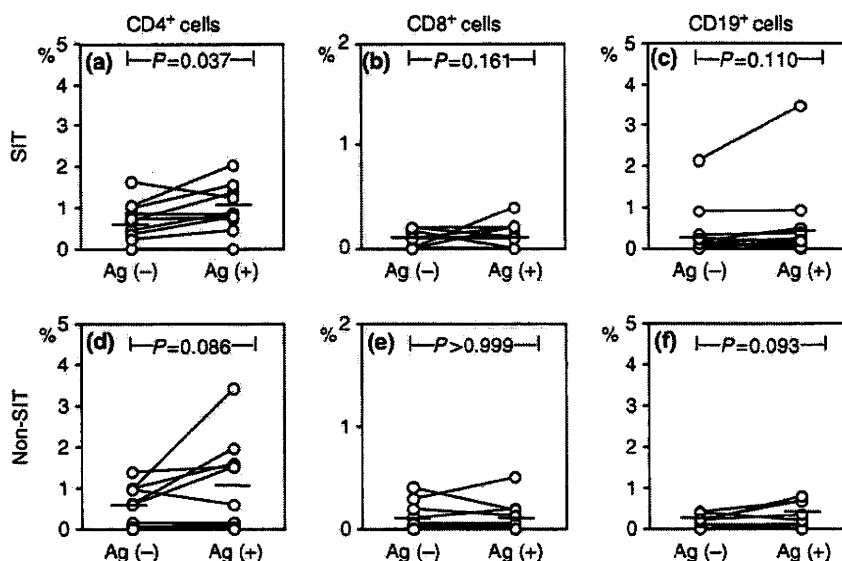 CD4⁺ cells
CD8⁺ cells
CD19⁺ cells
SIT
%
5
4
3
2
1
0
(a)
P=0.037
Ag (–)
Ag (+)
2
1
0
(b)
P=0.161
Ag (–)
Ag (+)
%
5
4
3
2
1
0
(c)
P=0.110
Ag (–)
Ag (+)
Non-SIT
%
5
4
3
2
1
0
(d)
P=0.086
Ag (–)
Ag (+)
%
2
1
0
(e)
P>0.999
Ag (–)
Ag (+)
%
5
4
3
2
1
0
(f)
P=0.093
Ag (–)
Ag (+)